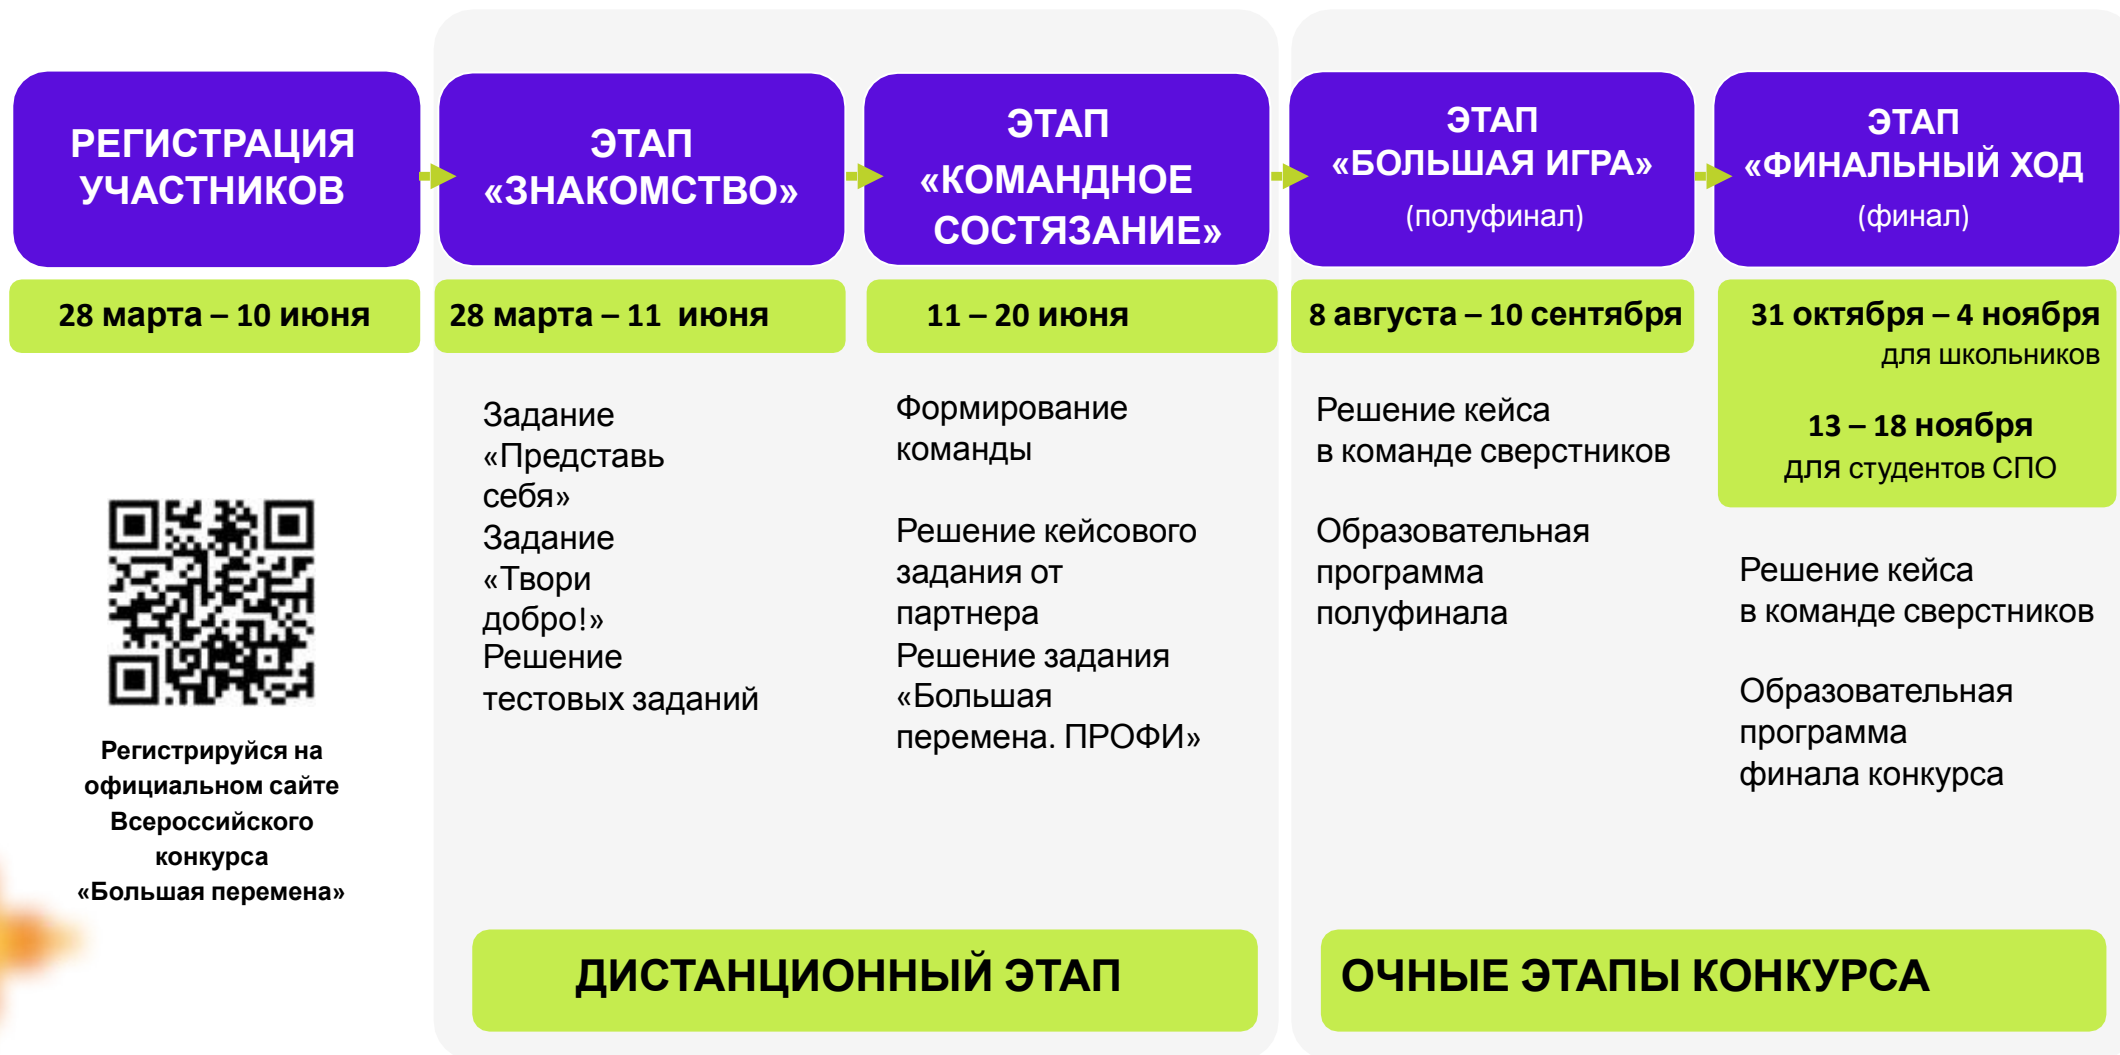 РЕГИСТРАЦИЯ
УЧАСТНИКОВ
28 марта – 10 июня
Регистрируйся на
официальном сайте
Всероссийского
конкурса
«Большая перемена»
ЭТАП
«ЗНАКОМСТВО»
28 марта – 11 июня
Задание
«Представь
себя»
Задание
«Твори
добро!»
Решение
тестовых заданий
ЭТАП
«КОМАНДНОЕ
СОСТЯЗАНИЕ»
11 – 20 июня
Формирование
команды
Решение кейсового
задания от
партнера
Решение задания
«Большая
перемена. ПРОФИ»
ДИСТАНЦИОННЫЙ ЭТАП
ЭТАП
«БОЛЬШАЯ ИГРА»
(полуфинал)
8 августа – 10 сентября
Решение кейса
в команде сверстников
Образовательная
программа
полуфинала
ЭТАП
«ФИНАЛЬНЫЙ ХОД
(финал)
31 октября – 4 ноября
для школьников
13 – 18 ноября
для студентов СПО
Решение кейса
в команде сверстников
Образовательная
программа
финала конкурса
ОЧНЫЕ ЭТАПЫ КОНКУРСА